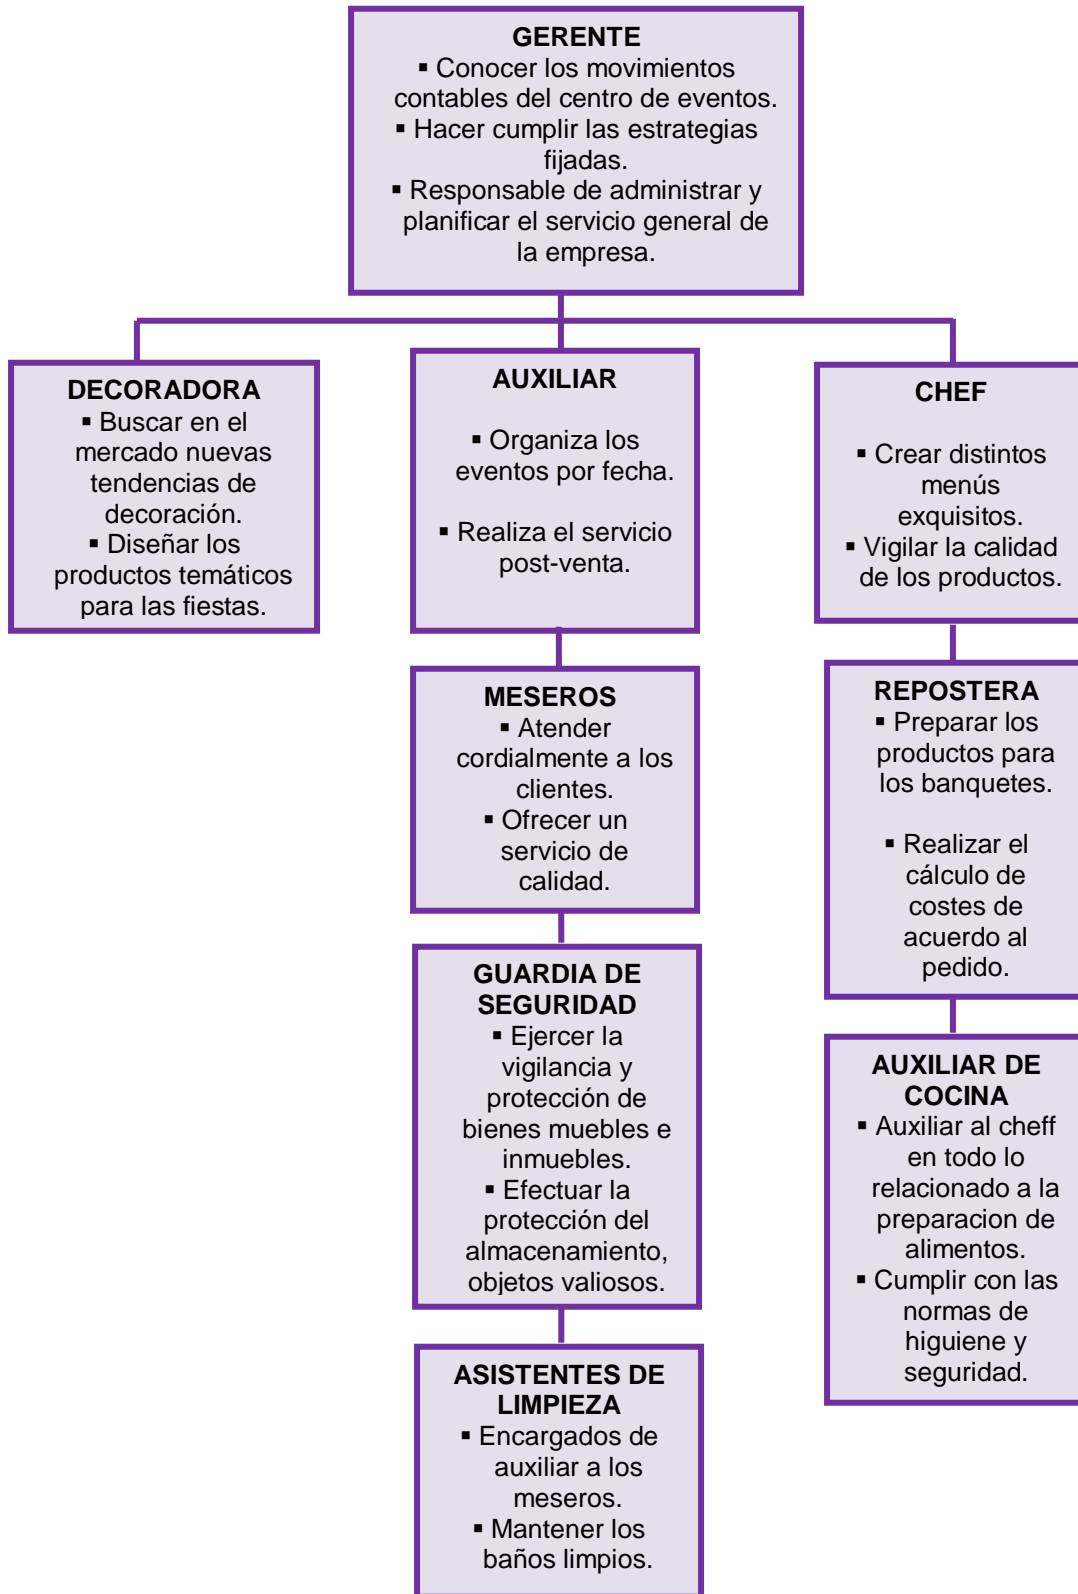 GERENTE
▪ Conocer los movimientos
contables del centro de eventos.
▪ Hacer cumplir las estrategias
fijadas.
▪ Responsable de administrar y
planificar el servicio general de
la empresa.
DECORADORA
▪ Buscar en el
mercado nuevas
tendencias de
decoración.
▪ Diseñar los
productos temáticos
para las fiestas.
AUXILIAR
▪ Organiza los
eventos por fecha.
▪ Realiza el servicio
post-venta.
CHEF
▪ Crear distintos
menús
exquisitos.
▪ Vigilar la calidad
de los productos.
MESEROS
▪ Atender
cordialmente a los
clientes.
▪ Ofrecer un
servicio de
calidad.
REPOSTERA
▪ Preparar los
productos para
los banquetes.
▪ Realizar el
cálculo de
costes de
acuerdo al
pedido.
GUARDIA DE
SEGURIDAD
▪ Ejercer la
vigilancia y
protección de
bienes muebles e
inmuebles.
▪ Efectuar la
protección del
almacenamiento,
objetos valiosos.
AUXILIAR DE
COCINA
▪ Auxiliar al cheff
en todo lo
relacionado a la
preparacion de
alimentos.
▪ Cumplir con las
normas de
higuiene y
seguridad.
ASISTENTES DE
LIMPIEZA
▪ Encargados de
auxiliar a los
meseros.
▪ Mantener los
baños limpios.